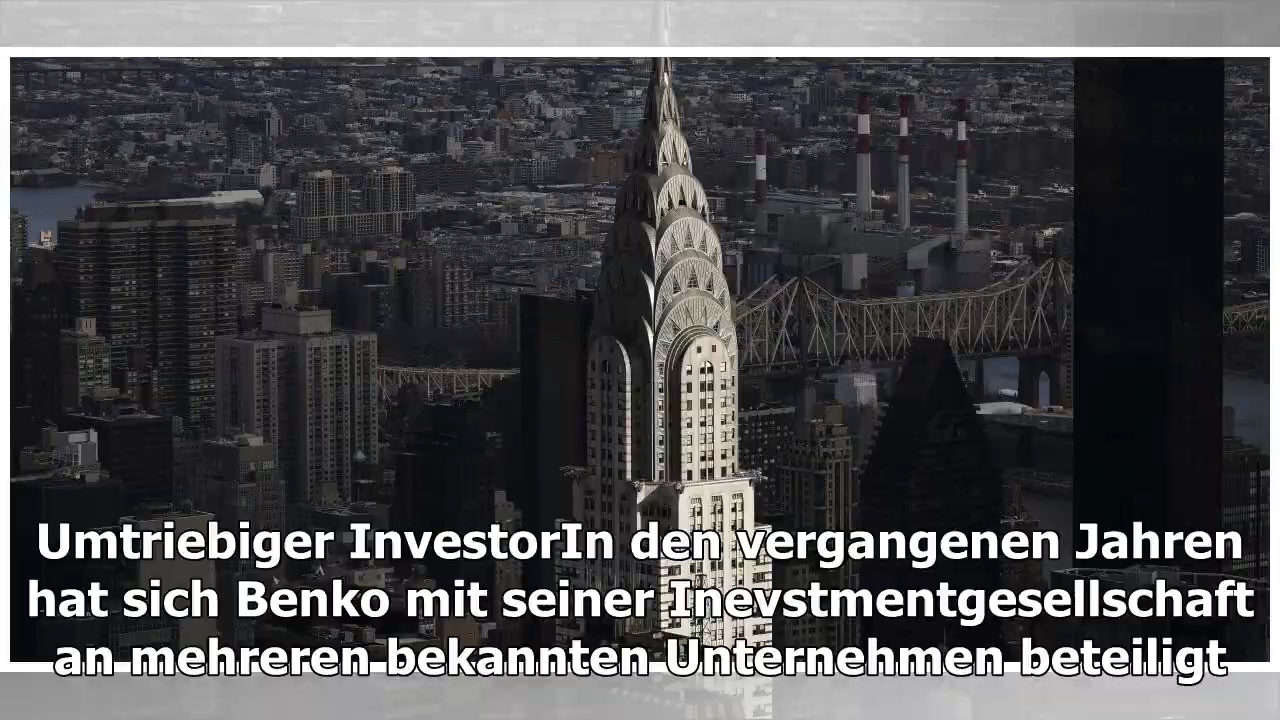 Umtriebiger InvestorIn den vergangenen Jahren
hat sich Benko mit seiner Inevstmentgesellschaft
an mehreren bekannten Unternehmen beteiligt